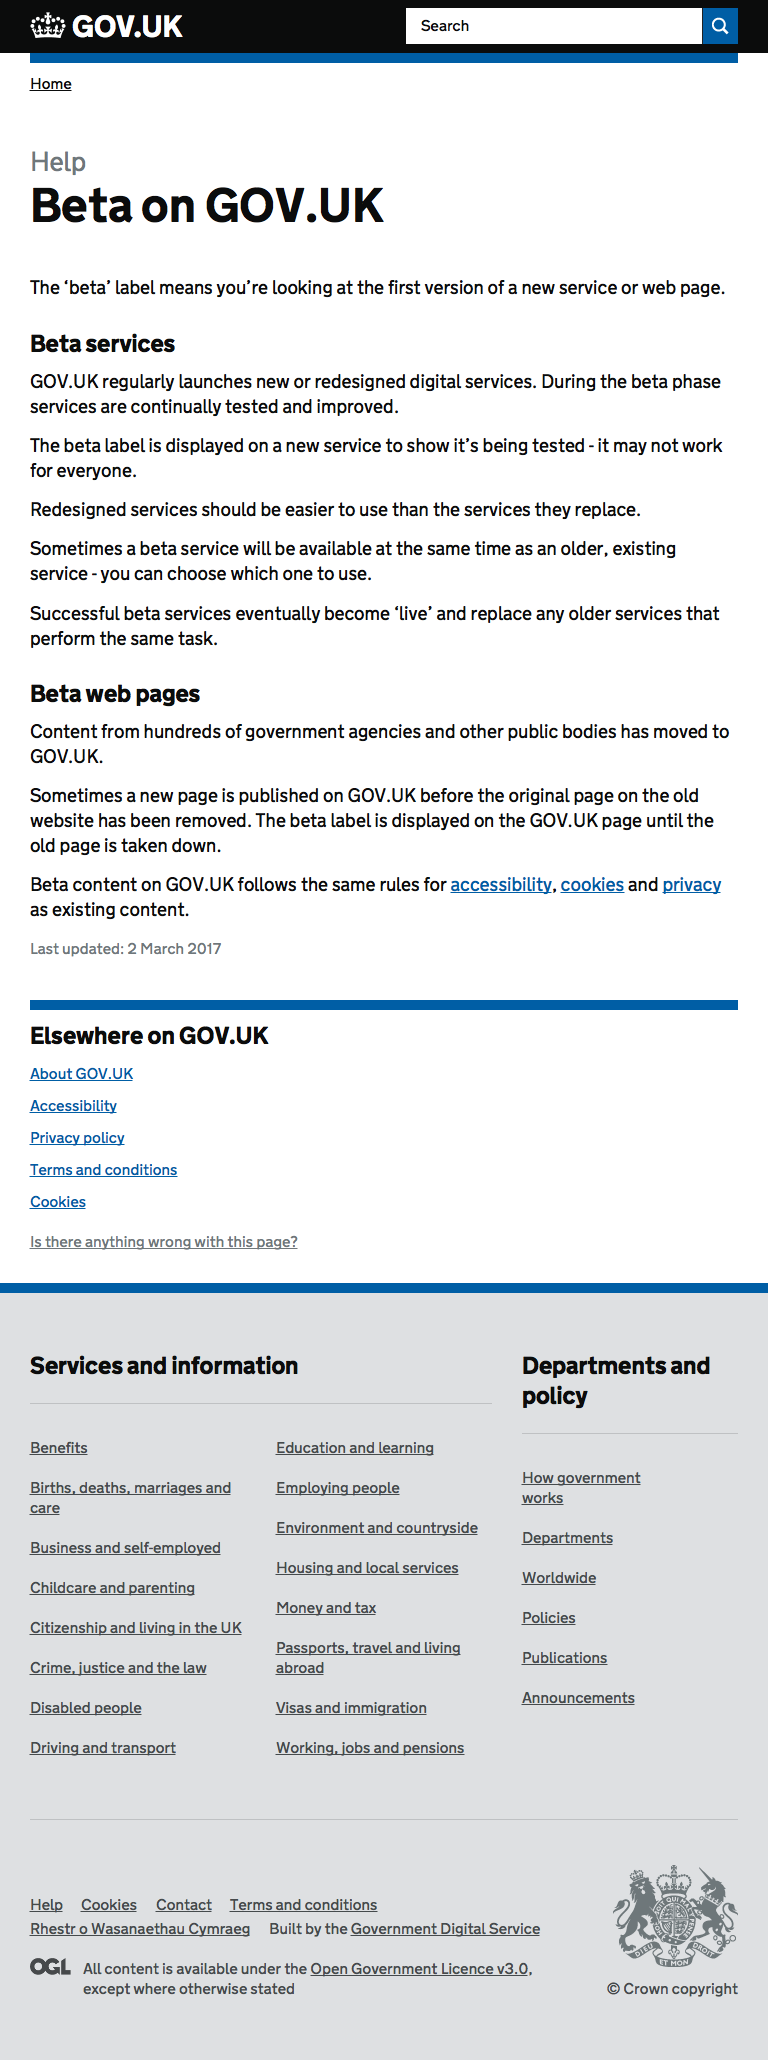 GOV.UK
Search
Home
Help
Beta on GOV.UK
The ‘beta’ label means you’re looking at the first version of a new service or web page.
Beta services
GOV.UK regularly launches new or redesigned digital services. During the beta phase
services are continually tested and improved.
The beta label is displayed on a new service to show it’s being tested - it may not work
for everyone.
Redesigned services should be easier to use than the services they replace.
Sometimes a beta service will be available at the same time as an older, existing
service - you can choose which one to use.
Successful beta services eventually become ‘live’ and replace any older services that
perform the same task.
Beta web pages
Content from hundreds of government agencies and other public bodies has moved to
GOV.UK.
Sometimes a new page is published on GOV.UK before the original page on the old
website has been removed. The beta label is displayed on the GOV.UK page until the
old page is taken down.
Beta content on GOV.UK follows the same rules for accessibility, cookies and privacy
as existing content.
Last updated: 2 March 2017
Elsewhere on GOV.UK
About GOV.UK
Accessibility
Privacy policy
Terms and conditions
Cookies
Is there anything wrong with this page?
Services and information
Benefits
Births, deaths, marriages and
care
Business and self-employed
Childcare and parenting
Citizenship and living in the UK
Crime, justice and the law
Disabled people
Driving and transport
Education and learning
Employing people
Environment and countryside
Housing and local services
Money and tax
Passports, travel and living
abroad
Visas and immigration
Working, jobs and pensions
Departments and
policy
How government
works
Departments
Worldwide
Policies
Publications
Announcements
Help Cookies Contact Terms and conditions
Rhestr o Wasanaethau Cymraeg Built by the Government Digital Service
OGL All content is available under the Open Government Licence v3.0,
except where otherwise stated
DIEU ET MON DROIT
© Crown copyright